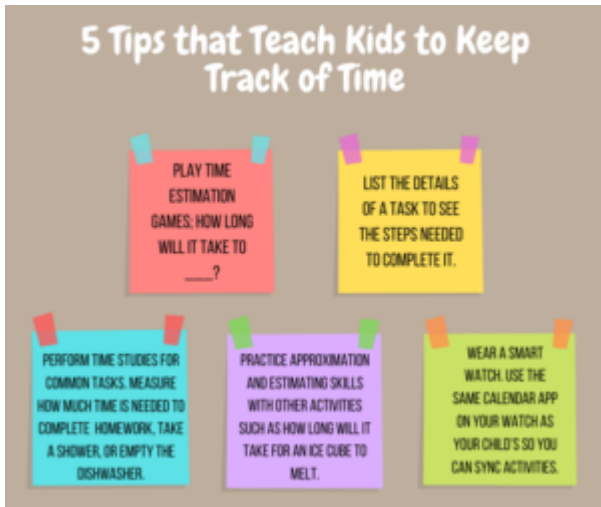 5 Tips that Teach Kids to Keep
Track of Time
PLAY TIME
ESTIMATION
GAMES; HOW LONG
WILL IT TAKE TO
____?
LIST THE DETAILS
OF A TASK TO SEE
THE STEPS NEEDED
TO COMPLETE IT.
PERFORM TIME STUDIES FOR
COMMON TASKS. MEASURE
HOW MUCH TIME IS NEEDED TO
COMPLETE HOMEWORK, TAKE
A SHOWER, OR EMPTY THE
DISHWASHER.
PRACTICE APPROXIMATION
AND ESTIMATING SKILLS
WITH OTHER ACTIVITIES
SUCH AS HOW LONG WILL IT
TAKE FOR AN ICE CUBE TO
MELT.
WEAR A SMART
WATCH. USE THE
SAME CALENDAR APP
ON YOUR WATCH AS
YOUR CHILD'S SO YOU
CAN SYNC ACTIVITIES.